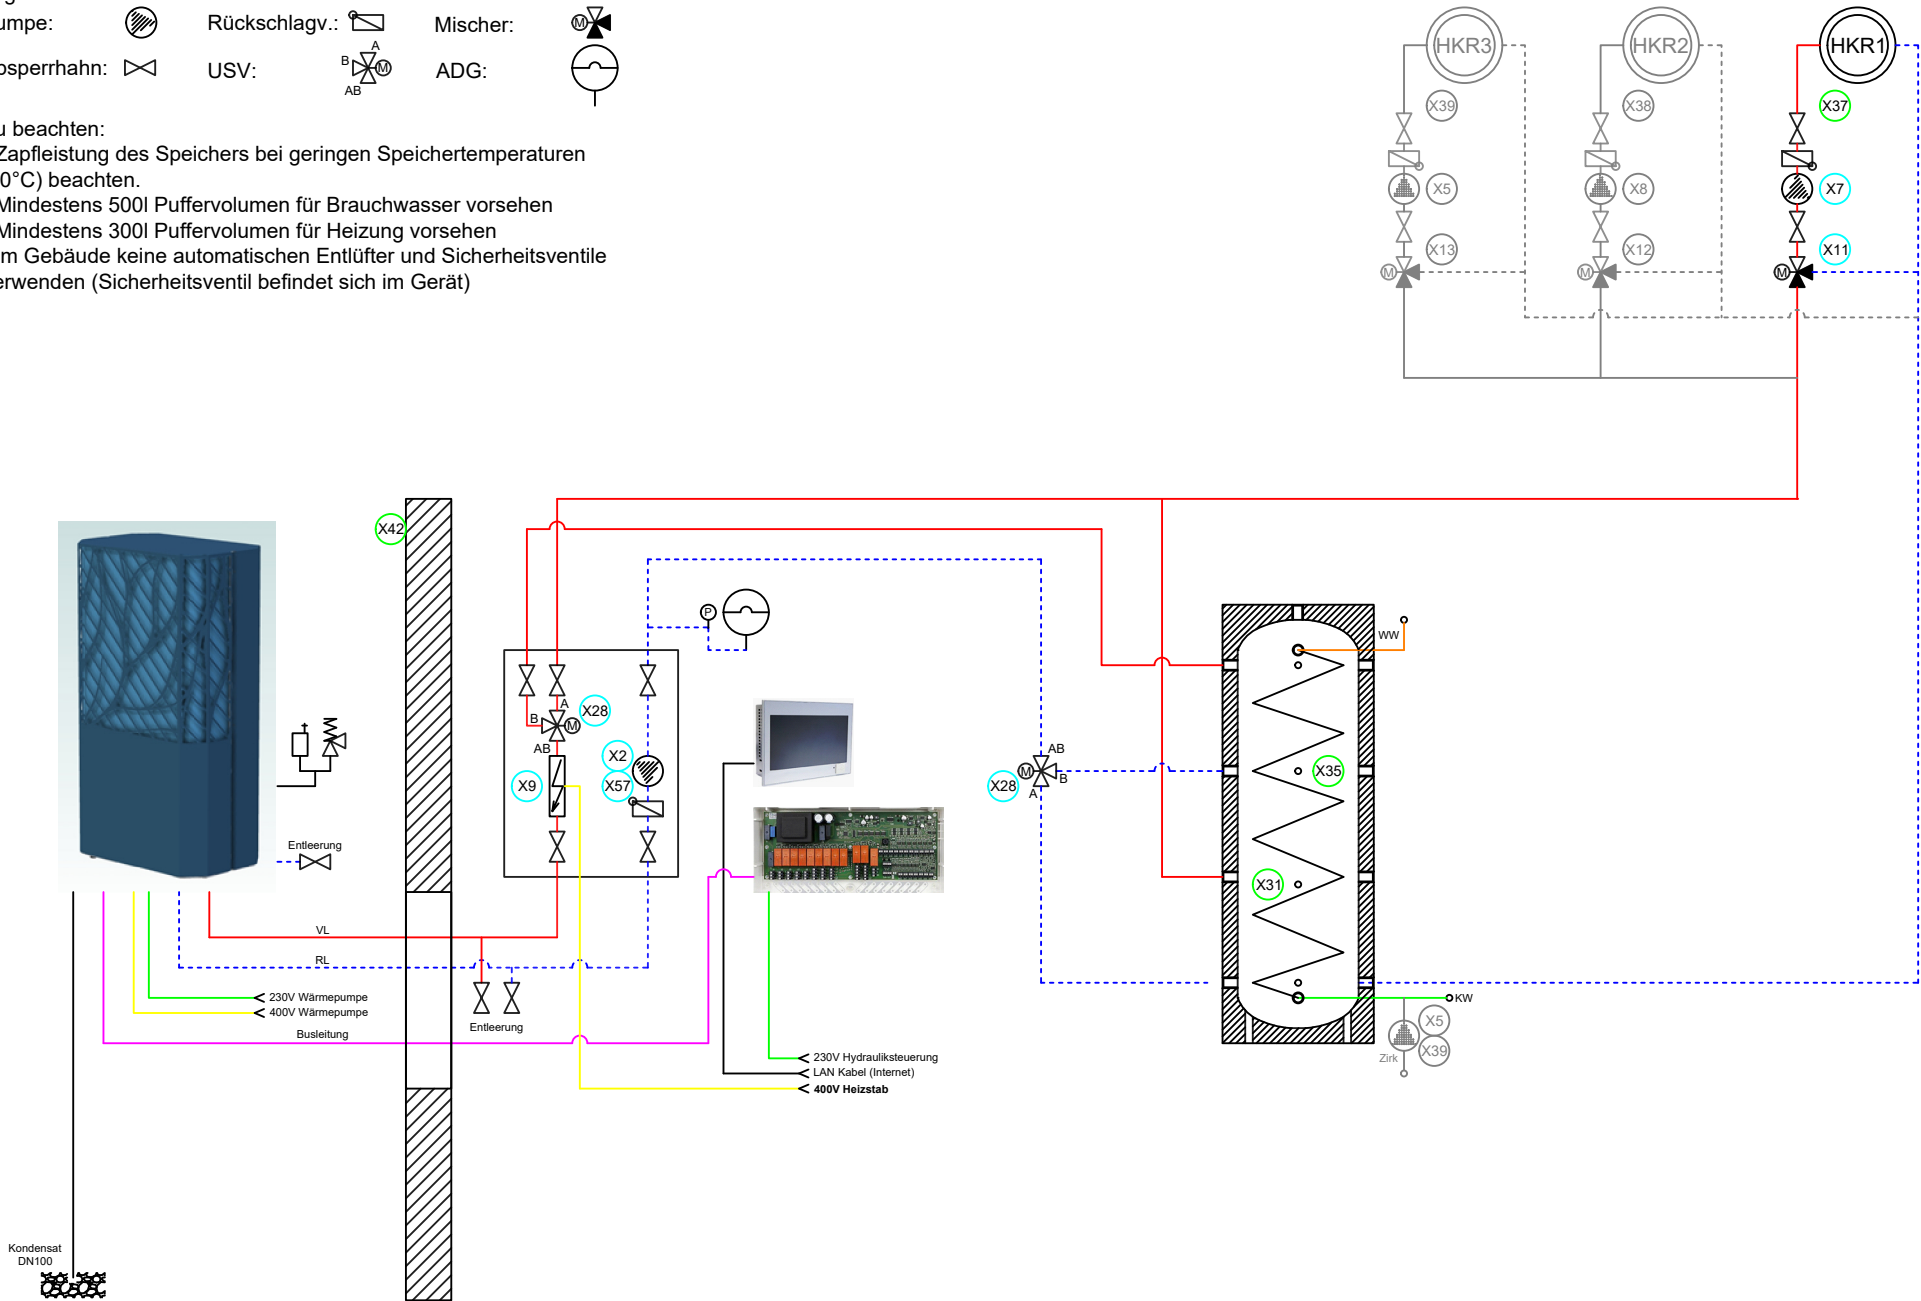 umpe: Rückschlagv.: Mischer:
M
A
bsperrhahn: USV: B M ADG:
AB
u beachten:
Zapfleistung des Speichers bei geringen Speichertemperaturen
0°C) beachten.
Mindestens 500l Puffervolumen für Brauchwasser vorsehen
Mindestens 300l Puffervolumen für Heizung vorsehen
m Gebäude keine automatischen Entlüfter und Sicherheitsventile
erwenden (Sicherheitsventil befindet sich im Gerät)
HKR3 HKR2 HKR1
X39 X38 X37
X5 X8 X7
X13 X12 X11
M M M
X42
P
WW
A
X28
B M
AB
X2
X9 X57
AB
M B
X28 A
X35
X31
Entleerung
VL
RL
230V Wärmepumpe
400V Wärmepumpe
Busleitung
Entleerung
KW
X5
X39
Zirk
230V Hydrauliksteuerung
LAN Kabel (Internet)
400V Heizstab
Kondensat
DN100